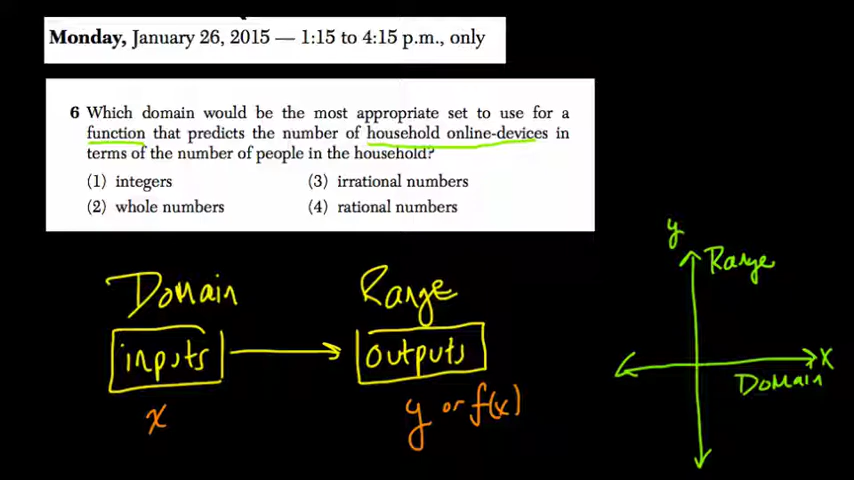 Monday, January 26, 2015 — 1:15 to 4:15 p.m., only
6 Which domain would be the most appropriate set to use for a
function that predicts the number of household online-devices in
terms of the number of people in the household?
(1) integers (3) irrational numbers
(2) whole numbers (4) rational numbers
Domain Range
inputs outputs
x y or f(x)
y
Range
x
Domain